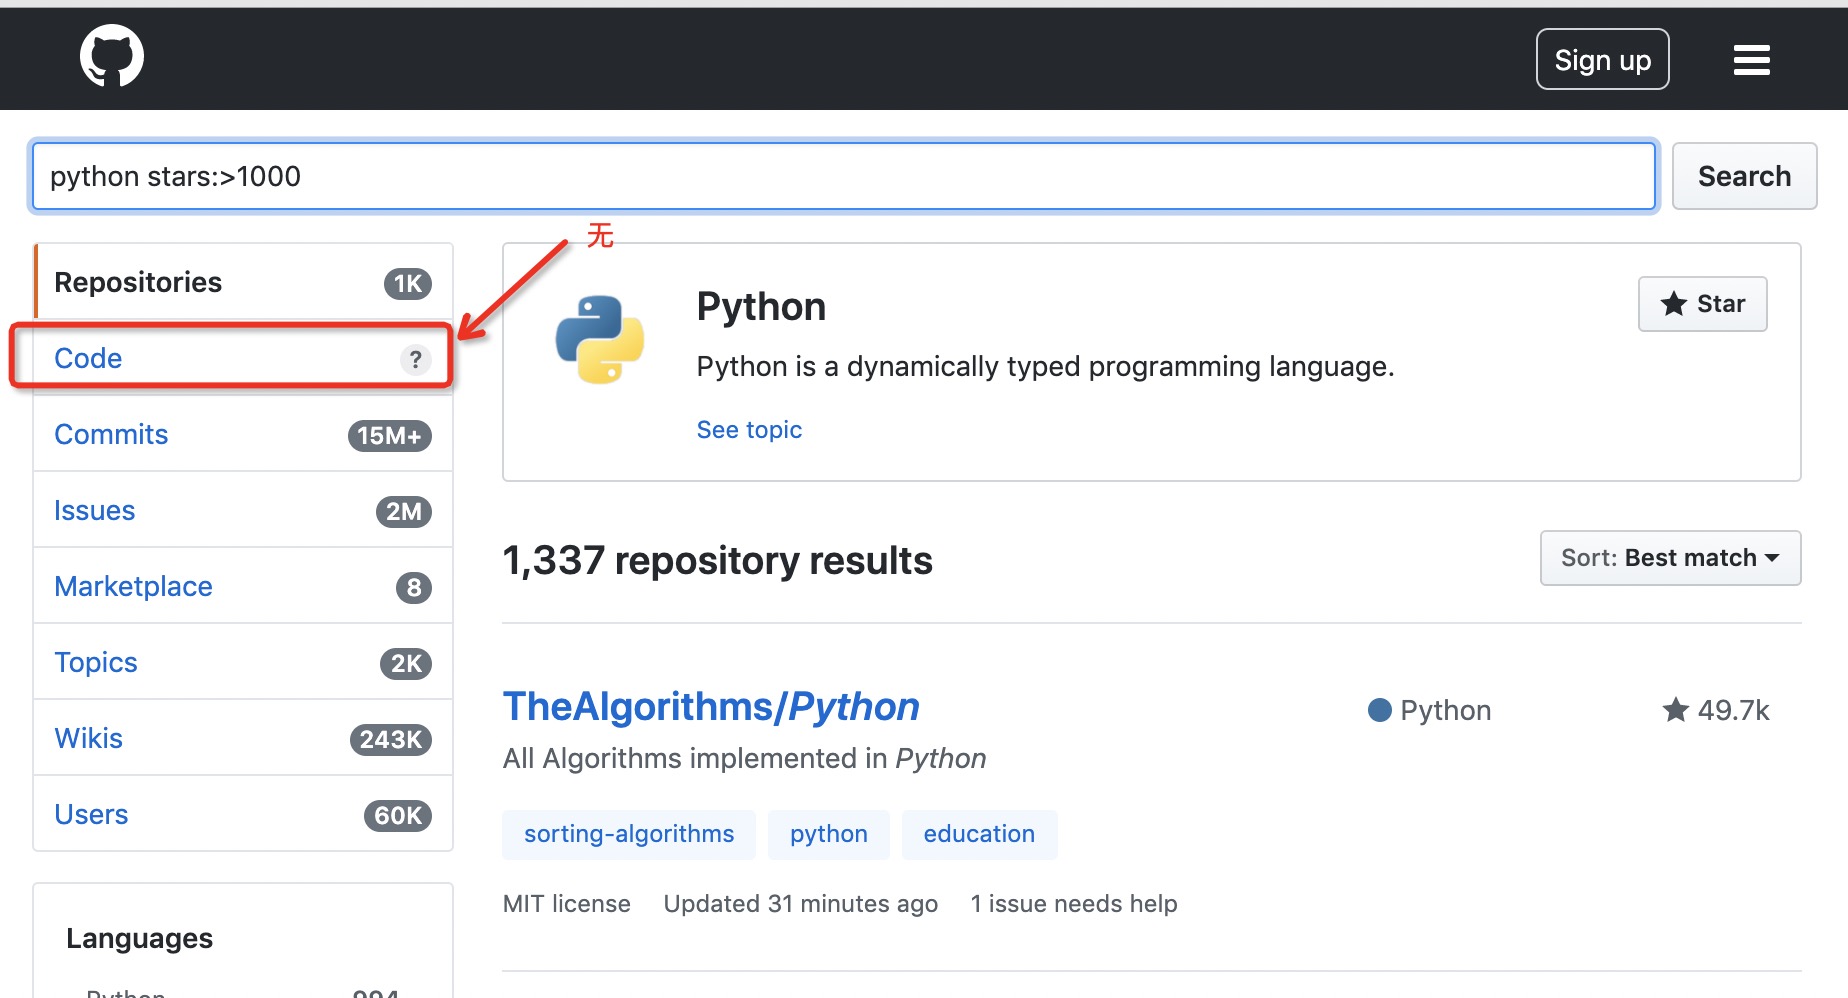 Sign up
python stars:>1000
Search
无
Repositories 1K
Code ?
Commits 15M+
Issues 2M
Marketplace 8
Topics 2K
Wikis 243K
Users 60K
Languages
Python 994
Python
Star
Python is a dynamically typed programming language.
See topic
1,337 repository results
Sort: Best match
TheAlgorithms/Python
Python
49.7k
All Algorithms implemented in Python
sorting-algorithms python education
MIT license Updated 31 minutes ago 1 issue needs help